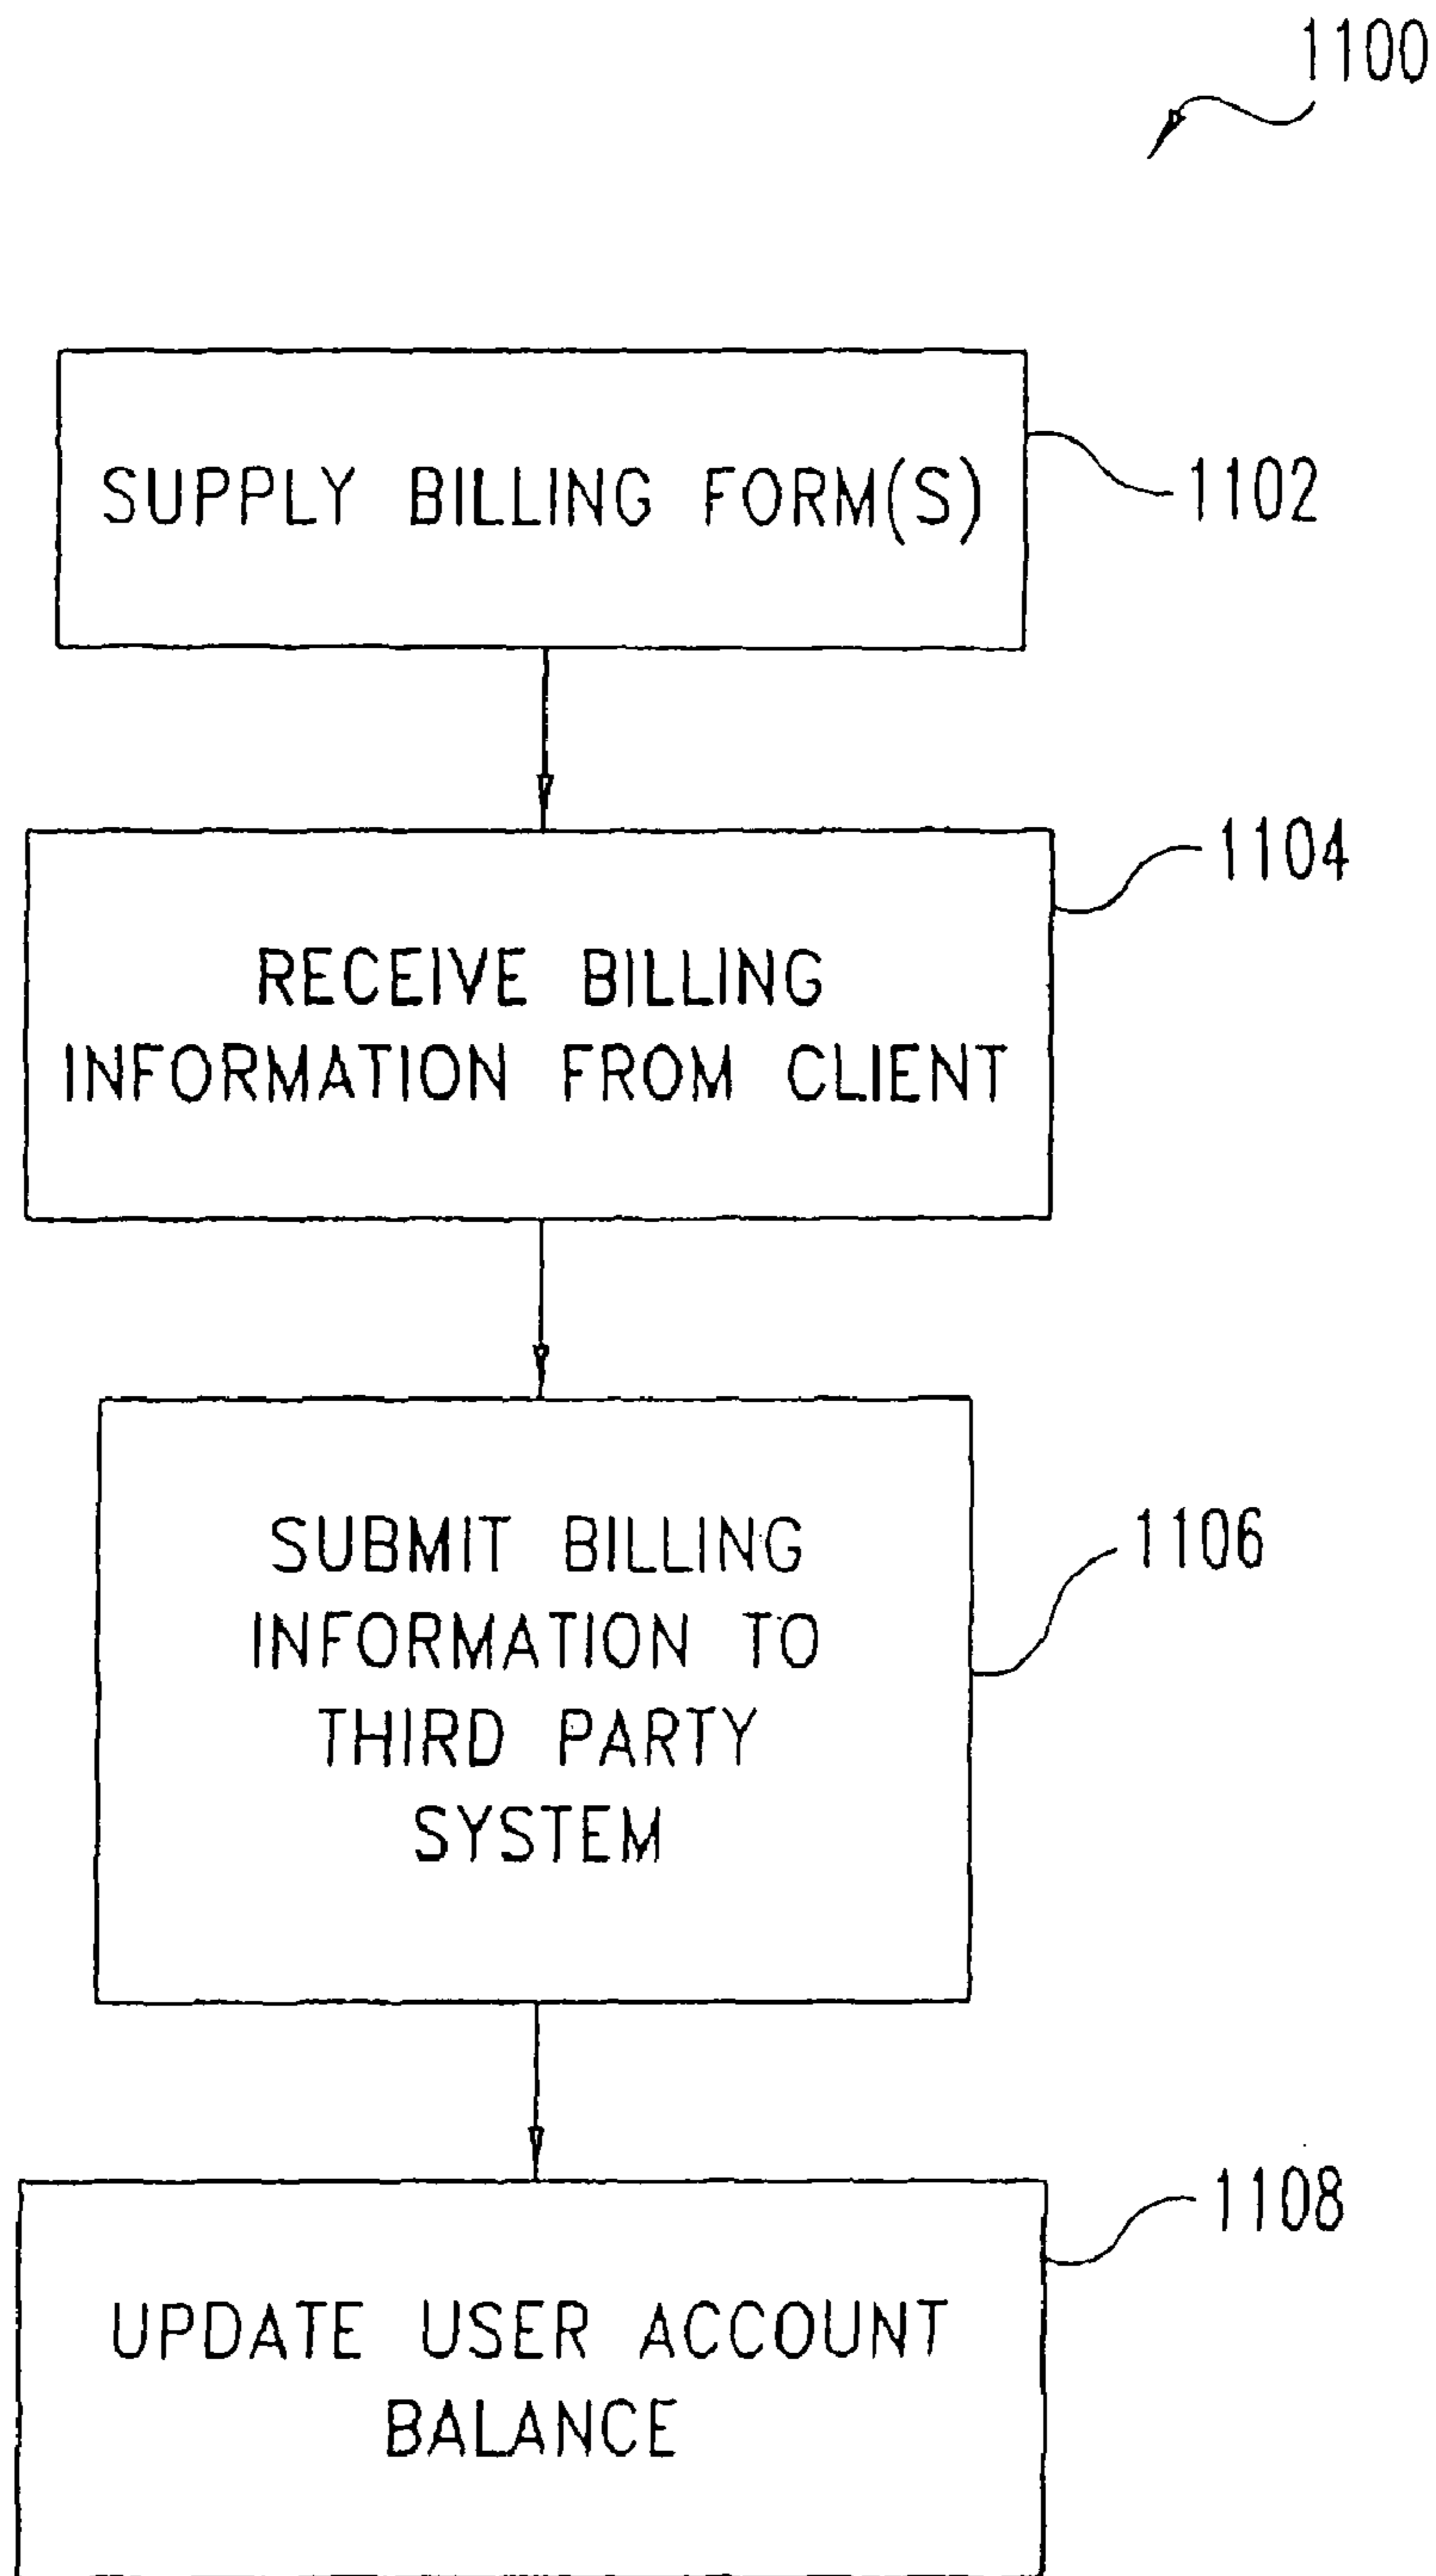 1100
SUPPLY BILLING FORM(S)
1102
1104
RECEIVE BILLING
INFORMATION FROM CLIENT
SUBMIT BILLING
INFORMATION TO
THIRD PARTY
SYSTEM
1106
1108
UPDATE USER ACCOUNT
BALANCE